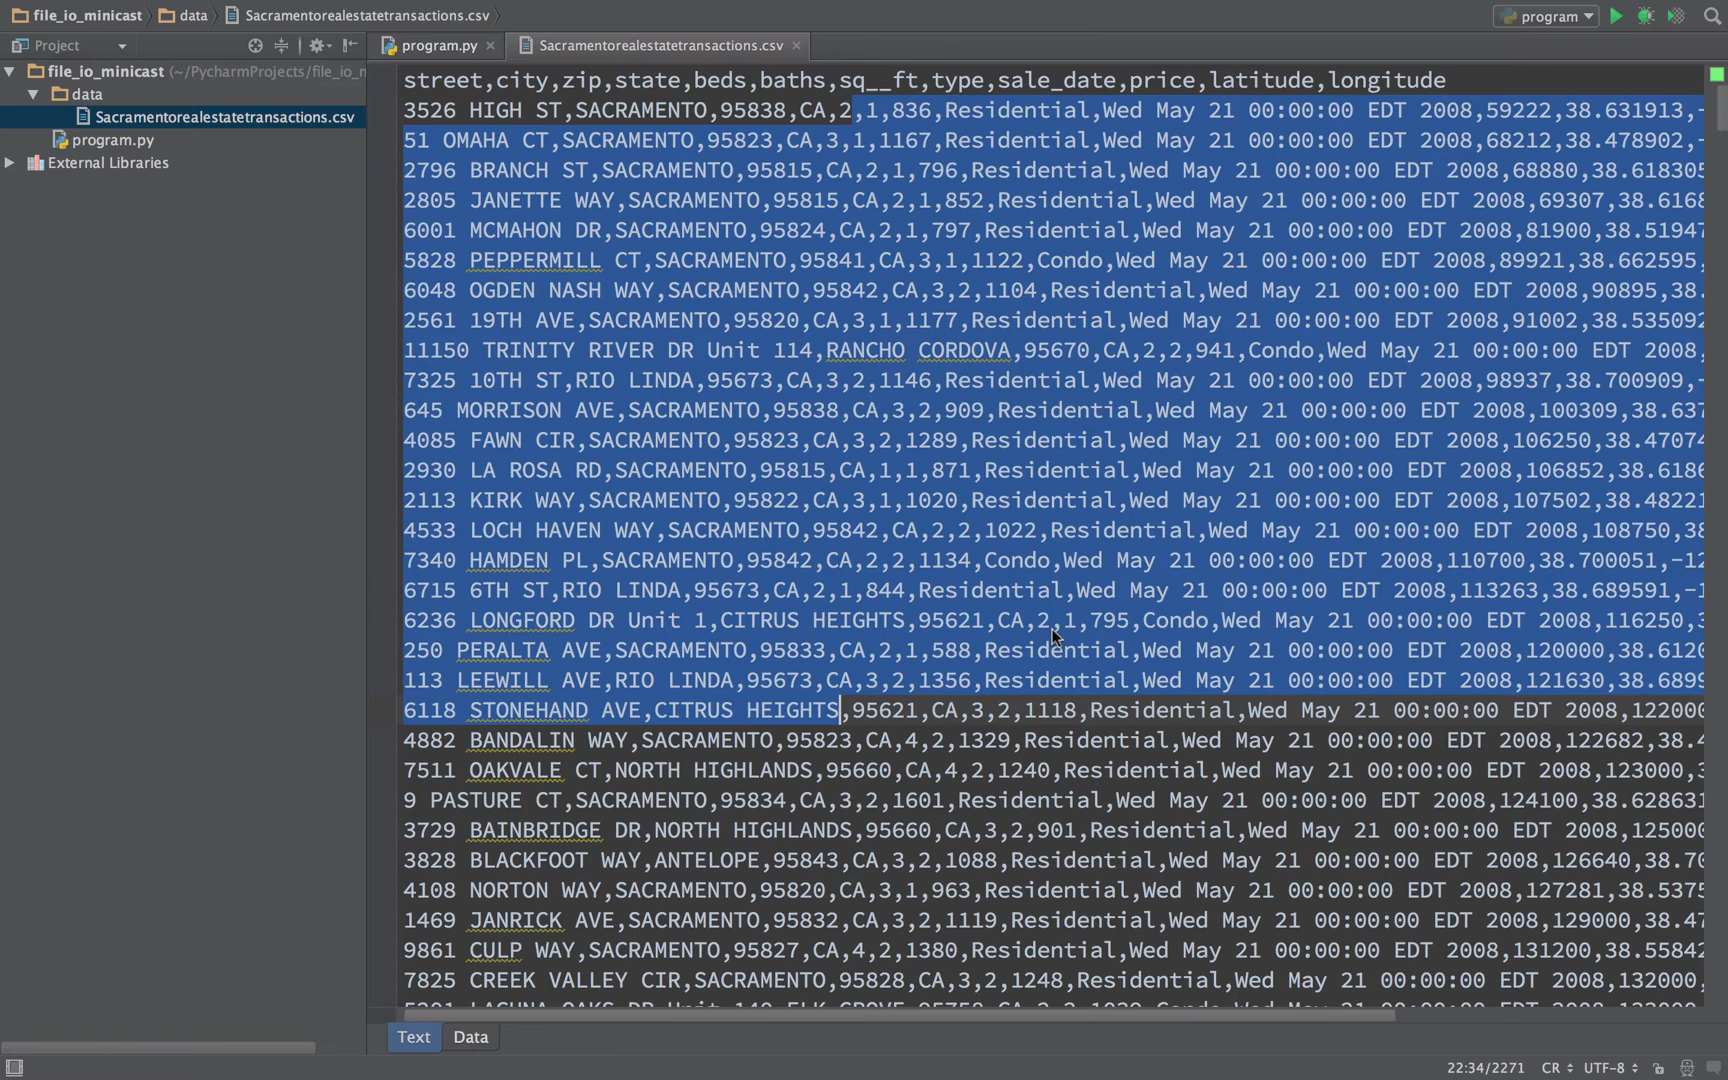 file_io_minicast data Sacramentorealestatetransactions.csv program
Project program.py Sacramentorealestatetransactions.csv
file_io_minicast (~/PycharmProjects/file_io_m
data
Sacramentorealestatetransactions.csv
program.py
External Libraries
street,city,zip,state,beds,baths,sq__ft,type,sale_date,price,latitude,longitude
3526 HIGH ST,SACRAMENTO,95838,CA,2,1,836,Residential,Wed May 21 00:00:00 EDT 2008,59222,38.631913,-
51 OMAHA CT,SACRAMENTO,95823,CA,3,1,1167,Residential,Wed May 21 00:00:00 EDT 2008,68212,38.478902,-
2796 BRANCH ST,SACRAMENTO,95815,CA,2,1,796,Residential,Wed May 21 00:00:00 EDT 2008,68880,38.618305
2805 JANETTE WAY,SACRAMENTO,95815,CA,2,1,852,Residential,Wed May 21 00:00:00 EDT 2008,69307,38.6168
6001 MCMAHON DR,SACRAMENTO,95824,CA,2,1,797,Residential,Wed May 21 00:00:00 EDT 2008,81900,38.51947
5828 PEPPERMILL CT,SACRAMENTO,95841,CA,3,1,1122,Condo,Wed May 21 00:00:00 EDT 2008,89921,38.662595,
6048 OGDEN NASH WAY,SACRAMENTO,95842,CA,3,2,1104,Residential,Wed May 21 00:00:00 EDT 2008,90895,38.
2561 19TH AVE,SACRAMENTO,95820,CA,3,1,1177,Residential,Wed May 21 00:00:00 EDT 2008,91002,38.535092
11150 TRINITY RIVER DR Unit 114,RANCHO CORDOVA,95670,CA,2,2,941,Condo,Wed May 21 00:00:00 EDT 2008,
7325 10TH ST,RIO LINDA,95673,CA,3,2,1146,Residential,Wed May 21 00:00:00 EDT 2008,98937,38.700909,-
645 MORRISON AVE,SACRAMENTO,95838,CA,3,2,909,Residential,Wed May 21 00:00:00 EDT 2008,100309,38.637
4085 FAWN CIR,SACRAMENTO,95823,CA,3,2,1289,Residential,Wed May 21 00:00:00 EDT 2008,106250,38.47074
2930 LA ROSA RD,SACRAMENTO,95815,CA,1,1,871,Residential,Wed May 21 00:00:00 EDT 2008,106852,38.6186
2113 KIRK WAY,SACRAMENTO,95822,CA,3,1,1020,Residential,Wed May 21 00:00:00 EDT 2008,107502,38.48221
4533 LOCH HAVEN WAY,SACRAMENTO,95842,CA,2,2,1022,Residential,Wed May 21 00:00:00 EDT 2008,108750,38
7340 HAMDEN PL,SACRAMENTO,95842,CA,2,2,1134,Condo,Wed May 21 00:00:00 EDT 2008,110700,38.700051,-12
6715 6TH ST,RIO LINDA,95673,CA,2,1,844,Residential,Wed May 21 00:00:00 EDT 2008,113263,38.689591,-1
6236 LONGFORD DR Unit 1,CITRUS HEIGHTS,95621,CA,2,1,795,Condo,Wed May 21 00:00:00 EDT 2008,116250,3
250 PERALTA AVE,SACRAMENTO,95833,CA,2,1,588,Residential,Wed May 21 00:00:00 EDT 2008,120000,38.6120
113 LEEWILL AVE,RIO LINDA,95673,CA,3,2,1356,Residential,Wed May 21 00:00:00 EDT 2008,121630,38.6899
6118 STONEHAND AVE,CITRUS HEIGHTS,95621,CA,3,2,1118,Residential,Wed May 21 00:00:00 EDT 2008,122000
4882 BANDALIN WAY,SACRAMENTO,95823,CA,4,2,1329,Residential,Wed May 21 00:00:00 EDT 2008,122682,38.4
7511 OAKVALE CT,NORTH HIGHLANDS,95660,CA,4,2,1240,Residential,Wed May 21 00:00:00 EDT 2008,123000,3
9 PASTURE CT,SACRAMENTO,95834,CA,3,2,1601,Residential,Wed May 21 00:00:00 EDT 2008,124100,38.628631
3729 BAINBRIDGE DR,NORTH HIGHLANDS,95660,CA,3,2,901,Residential,Wed May 21 00:00:00 EDT 2008,125000
3828 BLACKFOOT WAY,ANTELOPE,95843,CA,3,2,1088,Residential,Wed May 21 00:00:00 EDT 2008,126640,38.70
4108 NORTON WAY,SACRAMENTO,95820,CA,3,1,963,Residential,Wed May 21 00:00:00 EDT 2008,127281,38.5375
1469 JANRICK AVE,SACRAMENTO,95832,CA,3,2,1119,Residential,Wed May 21 00:00:00 EDT 2008,129000,38.47
9861 CULP WAY,SACRAMENTO,95827,CA,4,2,1380,Residential,Wed May 21 00:00:00 EDT 2008,131200,38.55842
7825 CREEK VALLEY CIR,SACRAMENTO,95828,CA,3,2,1248,Residential,Wed May 21 00:00:00 EDT 2008,132000,
Text Data
22:34/2271 CR UTF-8